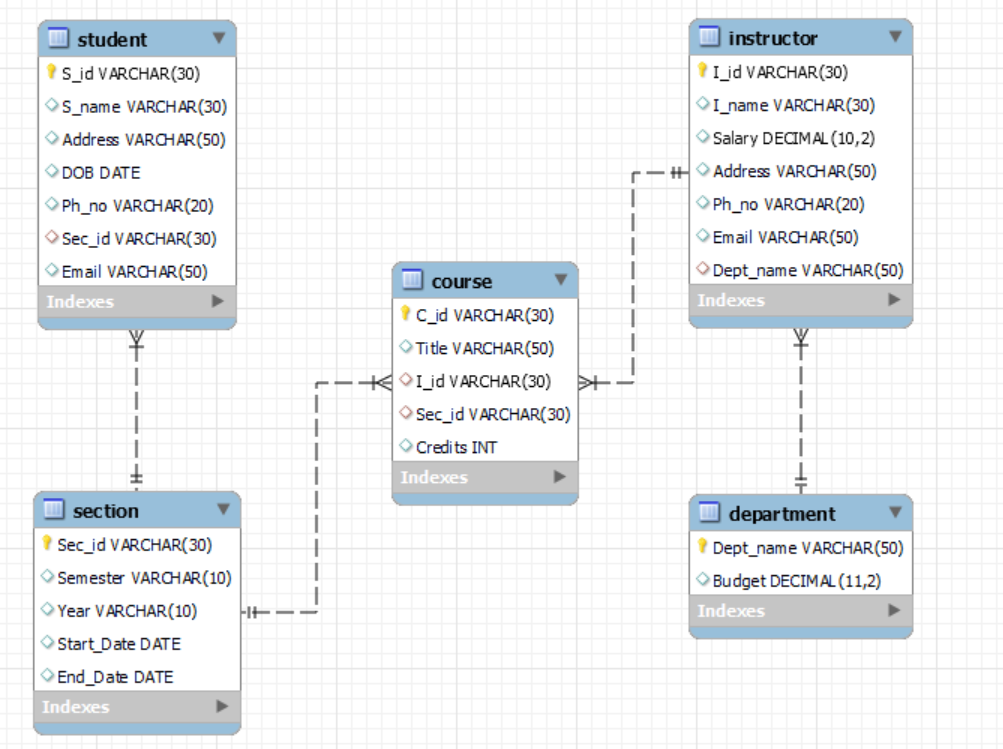 student
S_id VARCHAR(30)
S_name VARCHAR(30)
Address VARCHAR(50)
DOB DATE
Ph_no VARCHAR(20)
Sec_id VARCHAR(30)
Email VARCHAR(50)
Indexes
instructor
I_id VARCHAR(30)
I_name VARCHAR(30)
Salary DECIMAL(10,2)
Address VARCHAR(50)
Ph_no VARCHAR(20)
Email VARCHAR(50)
Dept_name VARCHAR(50)
Indexes
course
C_id VARCHAR(30)
Title VARCHAR(50)
I_id VARCHAR(30)
Sec_id VARCHAR(30)
Credits INT
Indexes
section
Sec_id VARCHAR(30)
Semester VARCHAR(10)
Year VARCHAR(10)
Start_Date DATE
End_Date DATE
Indexes
department
Dept_name VARCHAR(50)
Budget DECIMAL(11,2)
Indexes